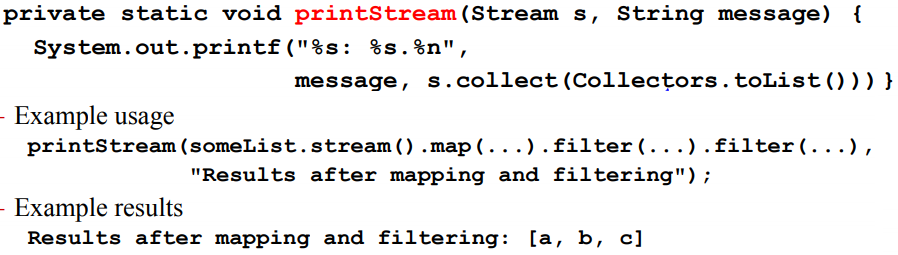 private static void printStream(Stream s, String message) {
System.out.printf("%s: %s.%n",
message, s.collect(Collectors.toList()))}
- Example usage
printStream(someList.stream().map(...).filter(...).filter(...),
"Results after mapping and filtering");
- Example results
Results after mapping and filtering: [a, b, c]